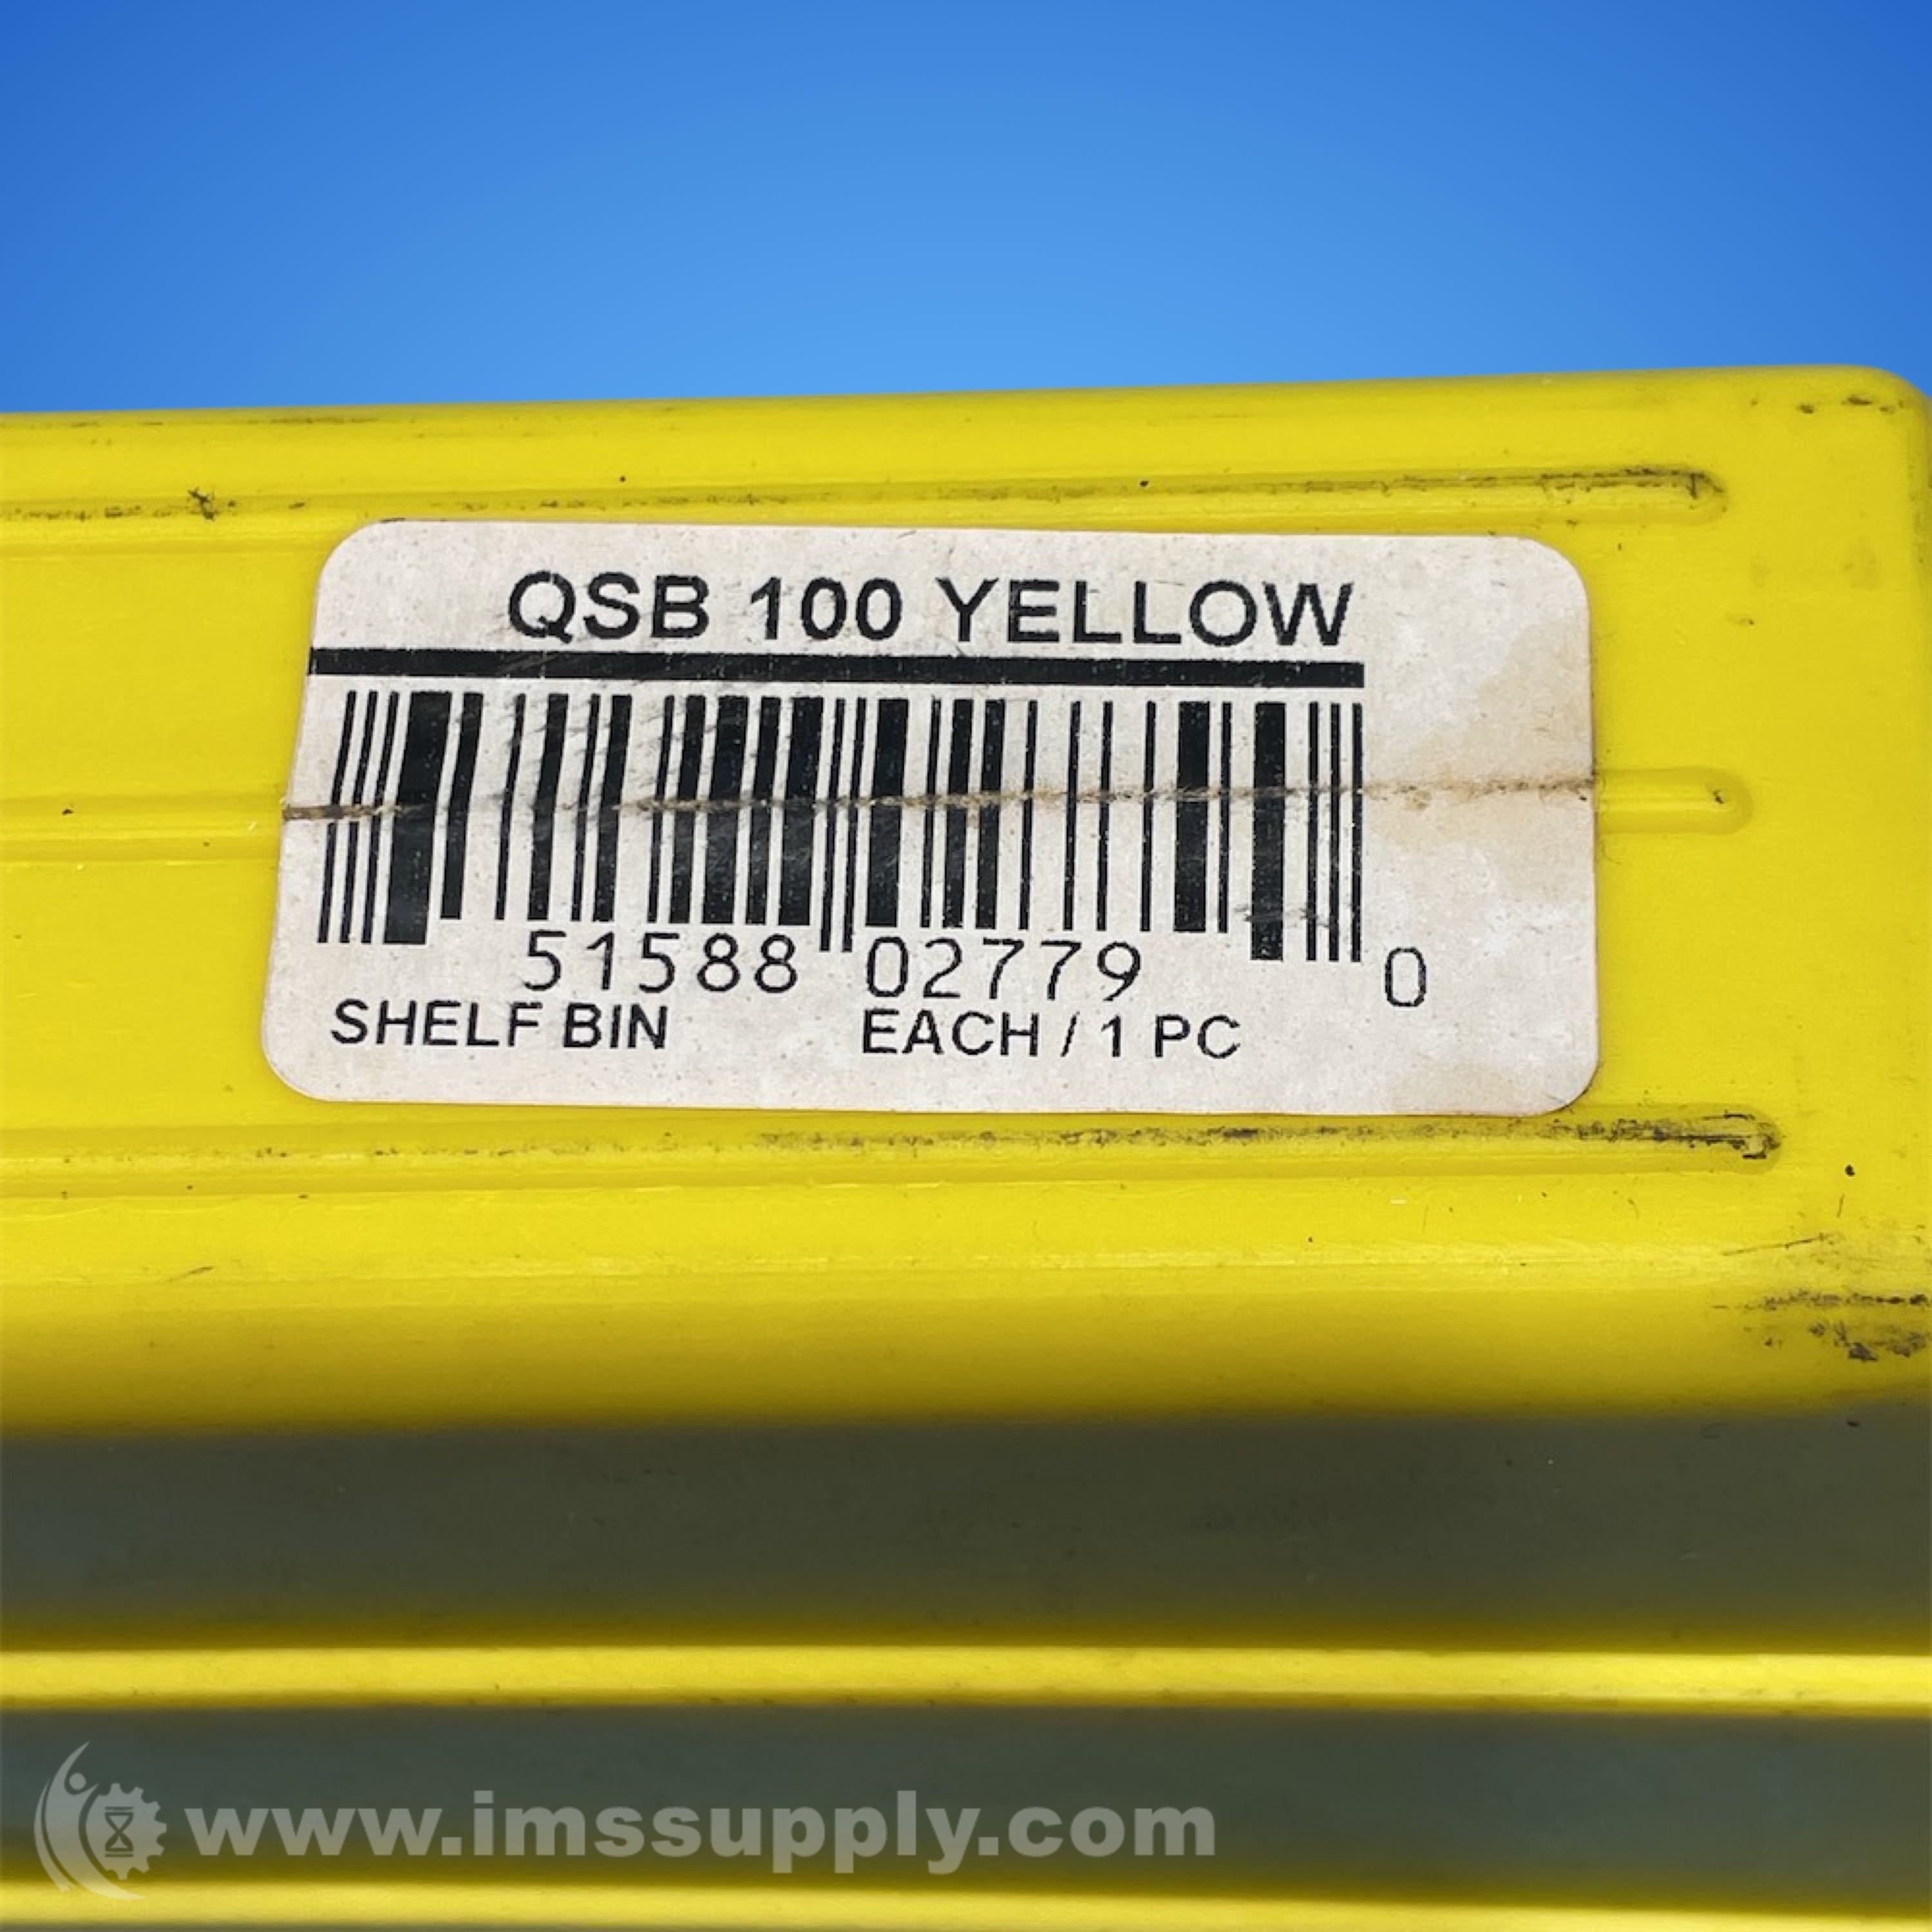 QSB 100 YELLOW
51588 02779 0
SHELF BIN EACH / 1 PC
www.imssupply.com